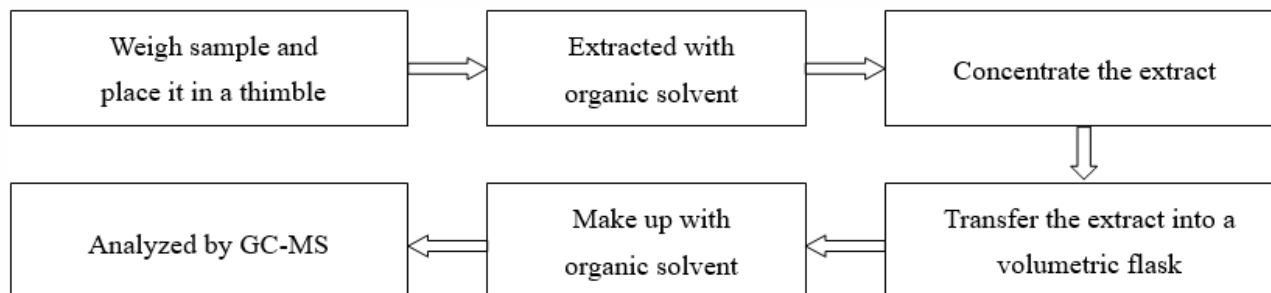 Weigh sample and
place it in a thimble
Extracted with
organic solvent
Concentrate the extract
Transfer the extract into a
volumetric flask
Make up with
organic solvent
Analyzed by GC-MS